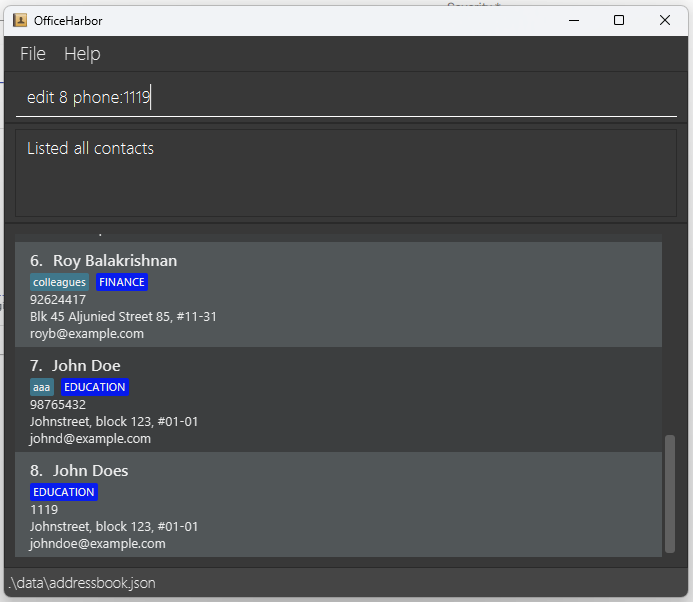 OfficeHarbor
File Help
edit 8 phone:1119
Listed all contacts
6. Roy Balakrishnan
colleagues FINANCE
92624417
Blk 45 Aljunied Street 85, #11-31
royb@example.com
7. John Doe
aaa EDUCATION
98765432
Johnstreet, block 123, #01-01
johnd@example.com
8. John Does
EDUCATION
1119
Johnstreet, block 123, #01-01
johndoe@example.com
.\data\addressbook.json